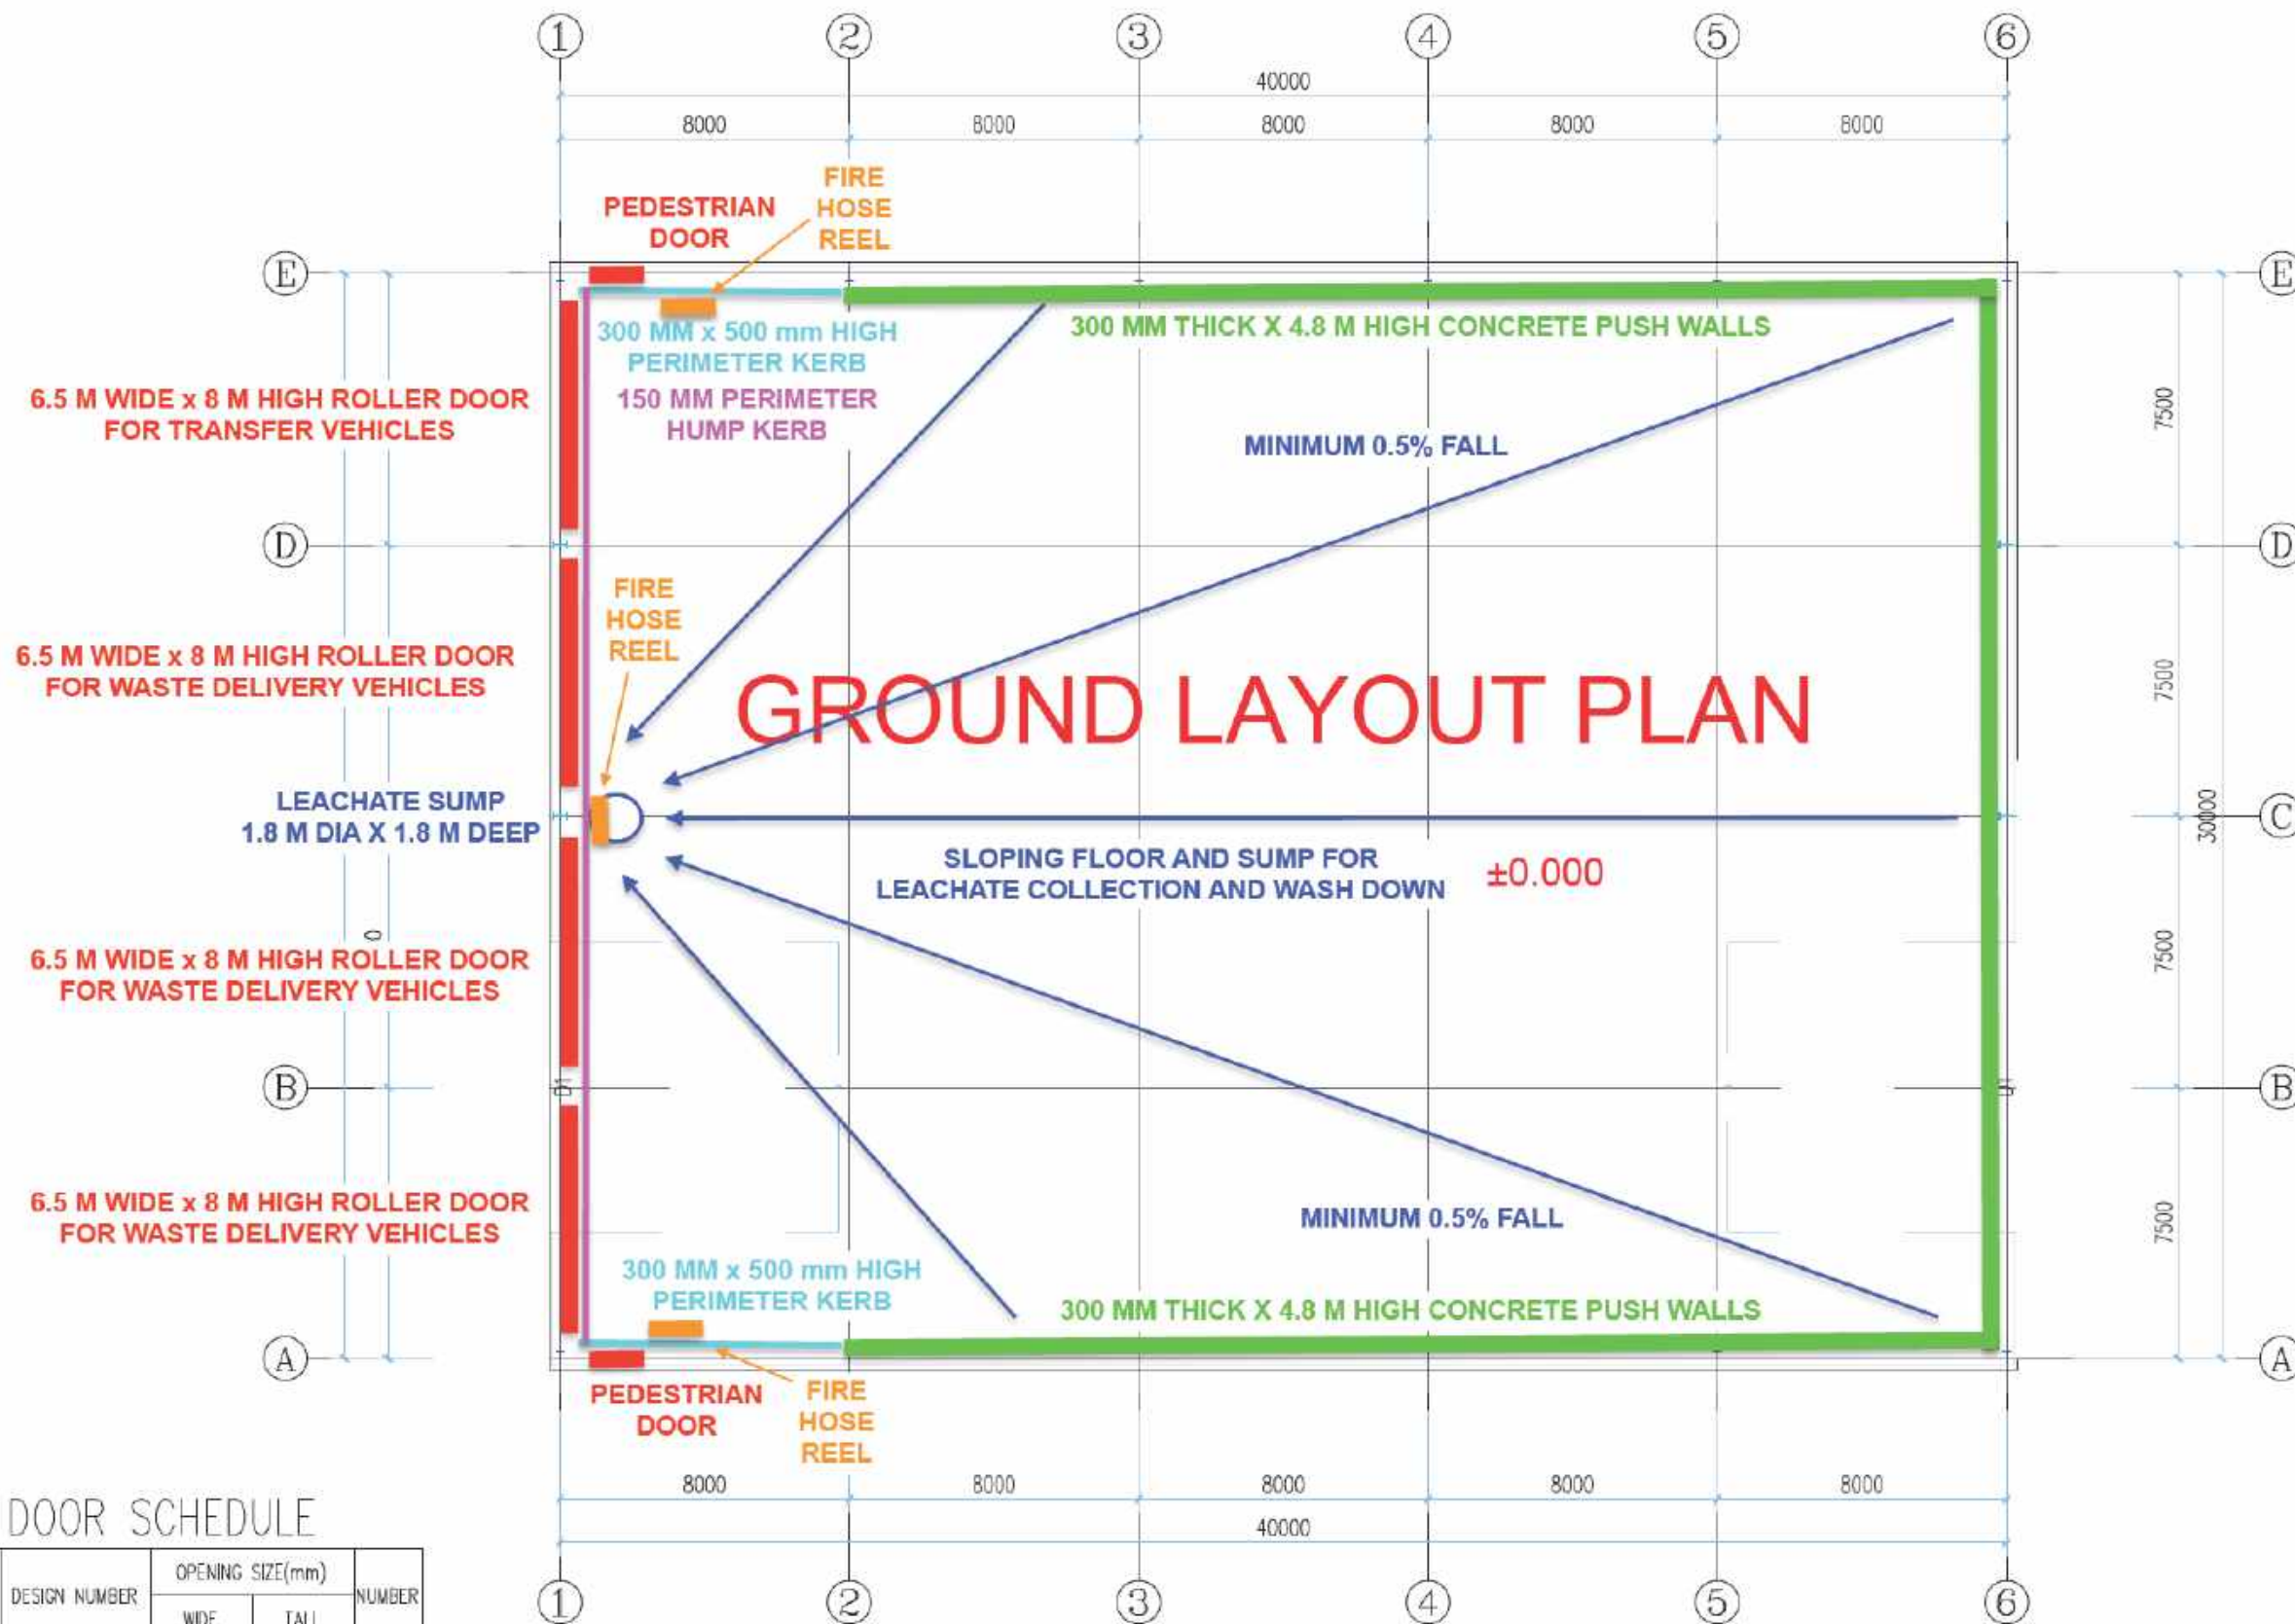 1 2 3 4 5 6
40000
8000 8000 8000 8000 8000
FIRE
HOSE
REEL
PEDESTRIAN
DOOR
E E
300 MM x 500 mm HIGH
PERIMETER KERB
300 MM THICK X 4.8 M HIGH CONCRETE PUSH WALLS
6.5 M WIDE x 8 M HIGH ROLLER DOOR
FOR TRANSFER VEHICLES
150 MM PERIMETER
HUMP KERB
MINIMUM 0.5% FALL
7500
D D
FIRE
HOSE
REEL
6.5 M WIDE x 8 M HIGH ROLLER DOOR
FOR WASTE DELIVERY VEHICLES
GROUND LAYOUT PLAN
7500
LEACHATE SUMP
1.8 M DIA X 1.8 M DEEP
30000
C
SLOPING FLOOR AND SUMP FOR
LEACHATE COLLECTION AND WASH DOWN
±0.000
0
6.5 M WIDE x 8 M HIGH ROLLER DOOR
FOR WASTE DELIVERY VEHICLES
7500
B B
6.5 M WIDE x 8 M HIGH ROLLER DOOR
FOR WASTE DELIVERY VEHICLES
MINIMUM 0.5% FALL
7500
300 MM x 500 mm HIGH
PERIMETER KERB
300 MM THICK X 4.8 M HIGH CONCRETE PUSH WALLS
A A
PEDESTRIAN
DOOR
FIRE
HOSE
REEL
8000 8000 8000 8000 8000
40000
1 2 3 4 5 6
DOOR SCHEDULE
DESIGN NUMBER
OPENING SIZE(mm)
NUMBER
WIDE TALL